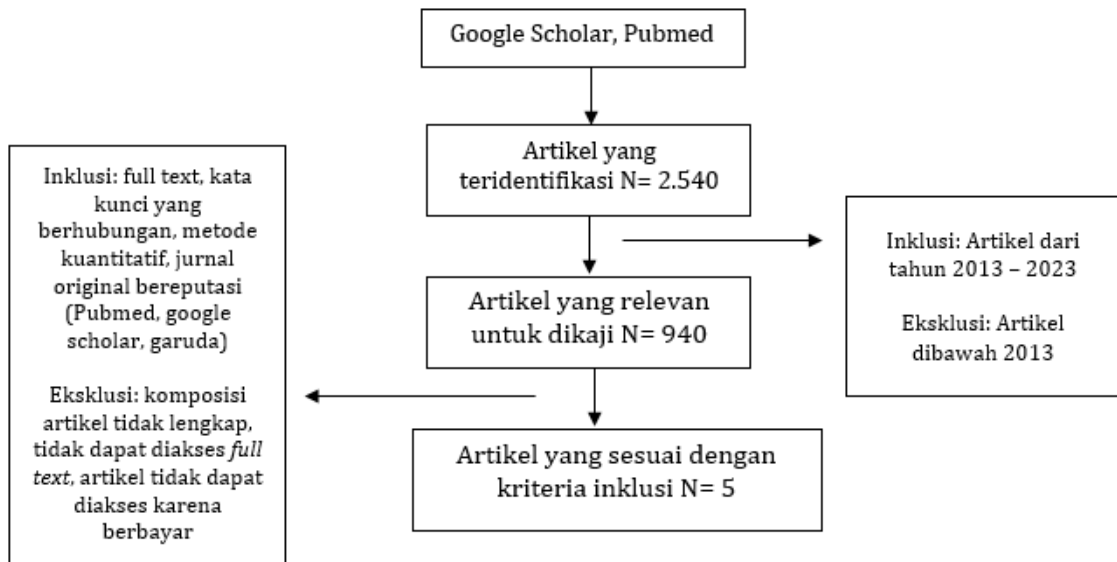 Google Scholar, Pubmed
Artikel yang
teridentifikasi N= 2.540
Inklusi: full text, kata
kunci yang
berhubungan, metode
kuantitatif, jurnal
original bereputasi
(Pubmed, google
scholar, garuda)
Eksklusi: komposisi
artikel tidak lengkap,
tidak dapat diakses full
text, artikel tidak dapat
diakses karena
berbayar
Inklusi: Artikel dari
tahun 2013 – 2023
Eksklusi: Artikel
dibawah 2013
Artikel yang relevan
untuk dikaji N= 940
Artikel yang sesuai dengan
kriteria inklusi N= 5